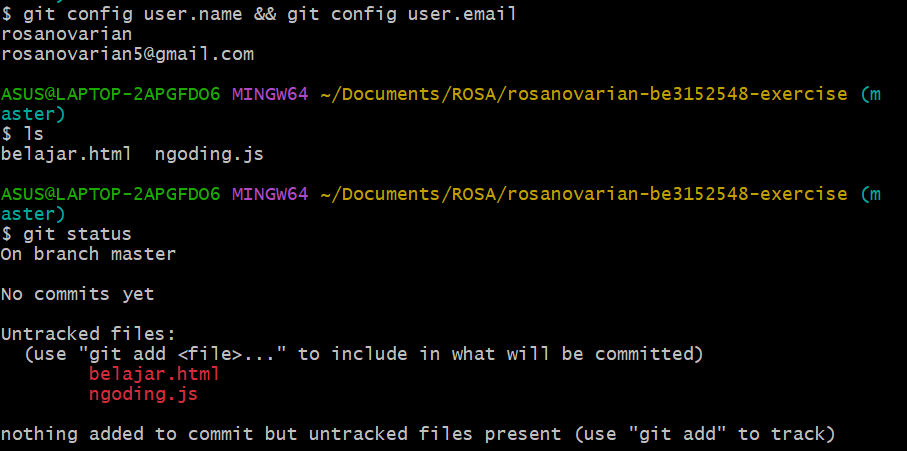 $ git config user.name && git config user.email
rosanovarian
rosanovarian5@gmail.com
ASUS@LAPTOP-2APGFDO6 MINGW64 ~/Documents/ROSA/rosanovarian-be3152548-exercise (m
aster)
$ ls
belajar.html  ngoding.js
ASUS@LAPTOP-2APGFDO6 MINGW64 ~/Documents/ROSA/rosanovarian-be3152548-exercise (m
aster)
$ git status
On branch master
No commits yet
Untracked files:
  (use "git add <file>..." to include in what will be committed)
        belajar.html
        ngoding.js
nothing added to commit but untracked files present (use "git add" to track)